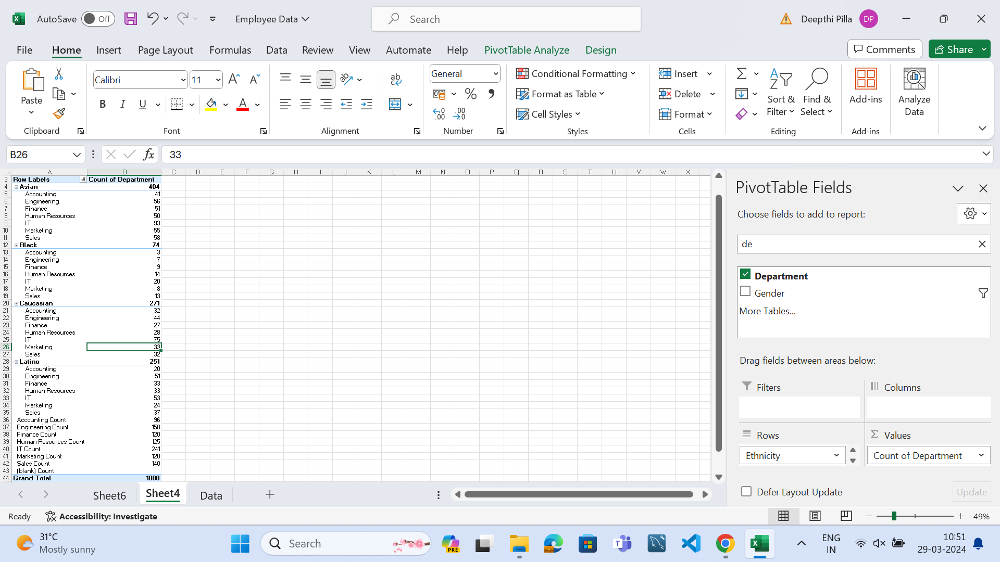 AutoSave Off Employee Data Search Deepthi Pilla DP
File Home Insert Page Layout Formulas Data Review View Automate Help PivotTable Analyze Design Comments Share
Paste Calibri 11 General Conditional Formatting Format as Table Cell Styles Insert Delete Format Sort & Filter Find & Select Add-ins Analyze Data
Clipboard Font Alignment Number Styles Cells Editing Add-ins
B26 fx 33
A B C D E F G H I J K L M N O P Q R S T U V W X
3 Row Labels Count of Department
4 Asian 404
5 Accounting 41
6 Engineering 56
7 Finance 51
8 Human Resources 50
9 IT 93
10 Marketing 55
11 Sales 58
12 Black 74
13 Accounting 3
14 Engineering 7
15 Finance 9
16 Human Resources 14
17 IT 20
18 Marketing 8
19 Sales 13
20 Caucasian 271
21 Accounting 32
22 Engineering 44
23 Finance 27
24 Human Resources 28
25 IT 75
26 Marketing 33
27 Sales 32
28 Latino 251
29 Accounting 20
30 Engineering 51
31 Finance 33
32 Human Resources 33
33 IT 53
34 Marketing 24
35 Sales 37
36 Accounting Count 96
37 Engineering Count 158
38 Finance Count 120
39 Human Resources Count 125
40 IT Count 241
41 Marketing Count 120
42 Sales Count 140
43 (blank) Count
44 Grand Total 1000
PivotTable Fields
Choose fields to add to report:
de
Department
Gender
More Tables...
Drag fields between areas below:
Filters Columns
Rows Values
Ethnicity Count of Department
Defer Layout Update Update
Sheet6 Sheet4 Data
Ready Accessibility: Investigate 49%
31°C
Mostly sunny
Search
PRE
ENG
IN
10:51
29-03-2024